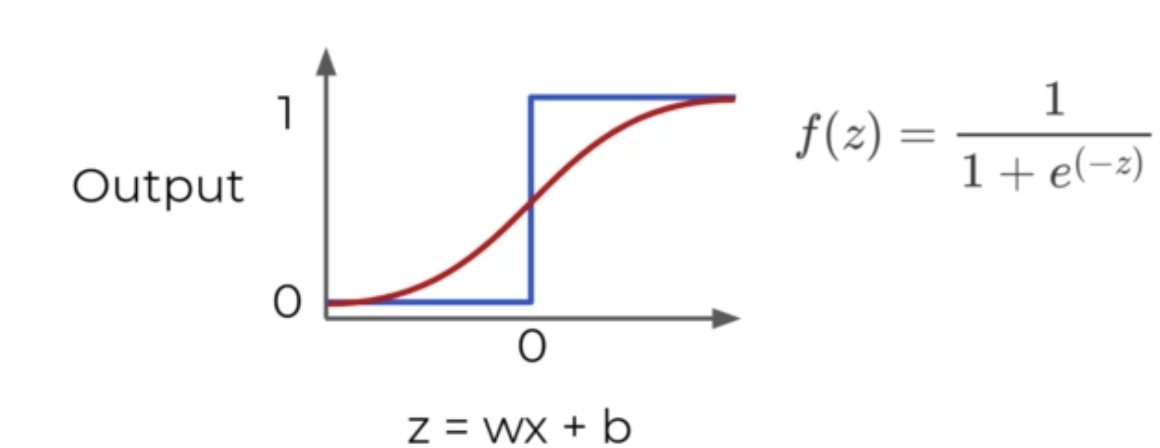 1
f(z) = 1 / (1 + e^(−z))
Output
0
0
z = wx + b